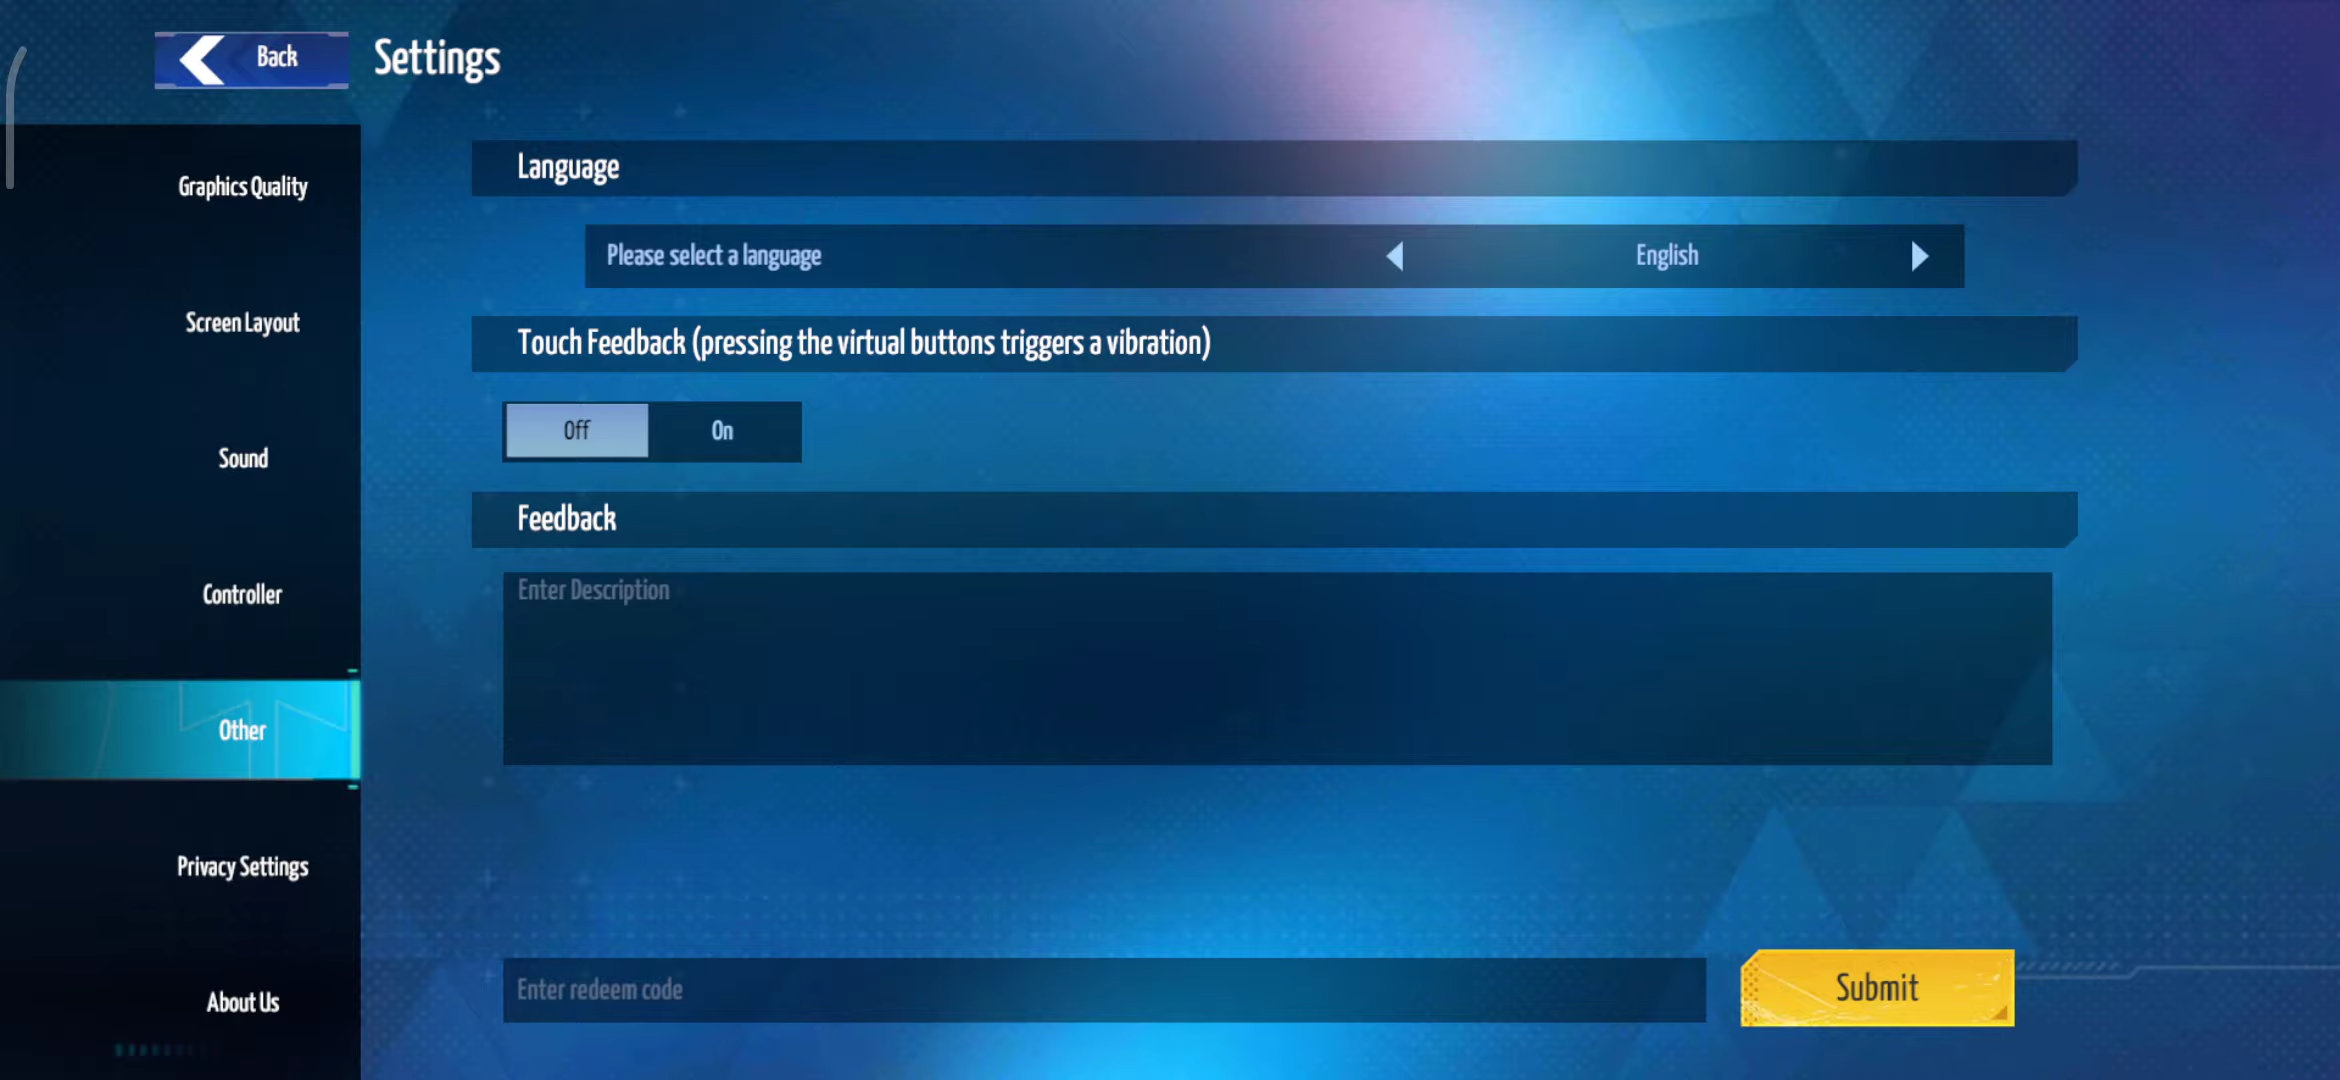 Back
Settings
Graphics Quality
Screen Layout
Sound
Controller
Other
Privacy Settings
About Us
Language
Please select a language
English
Touch Feedback (pressing the virtual buttons triggers a vibration)
Off
On
Feedback
Enter Description
Enter redeem code
Submit